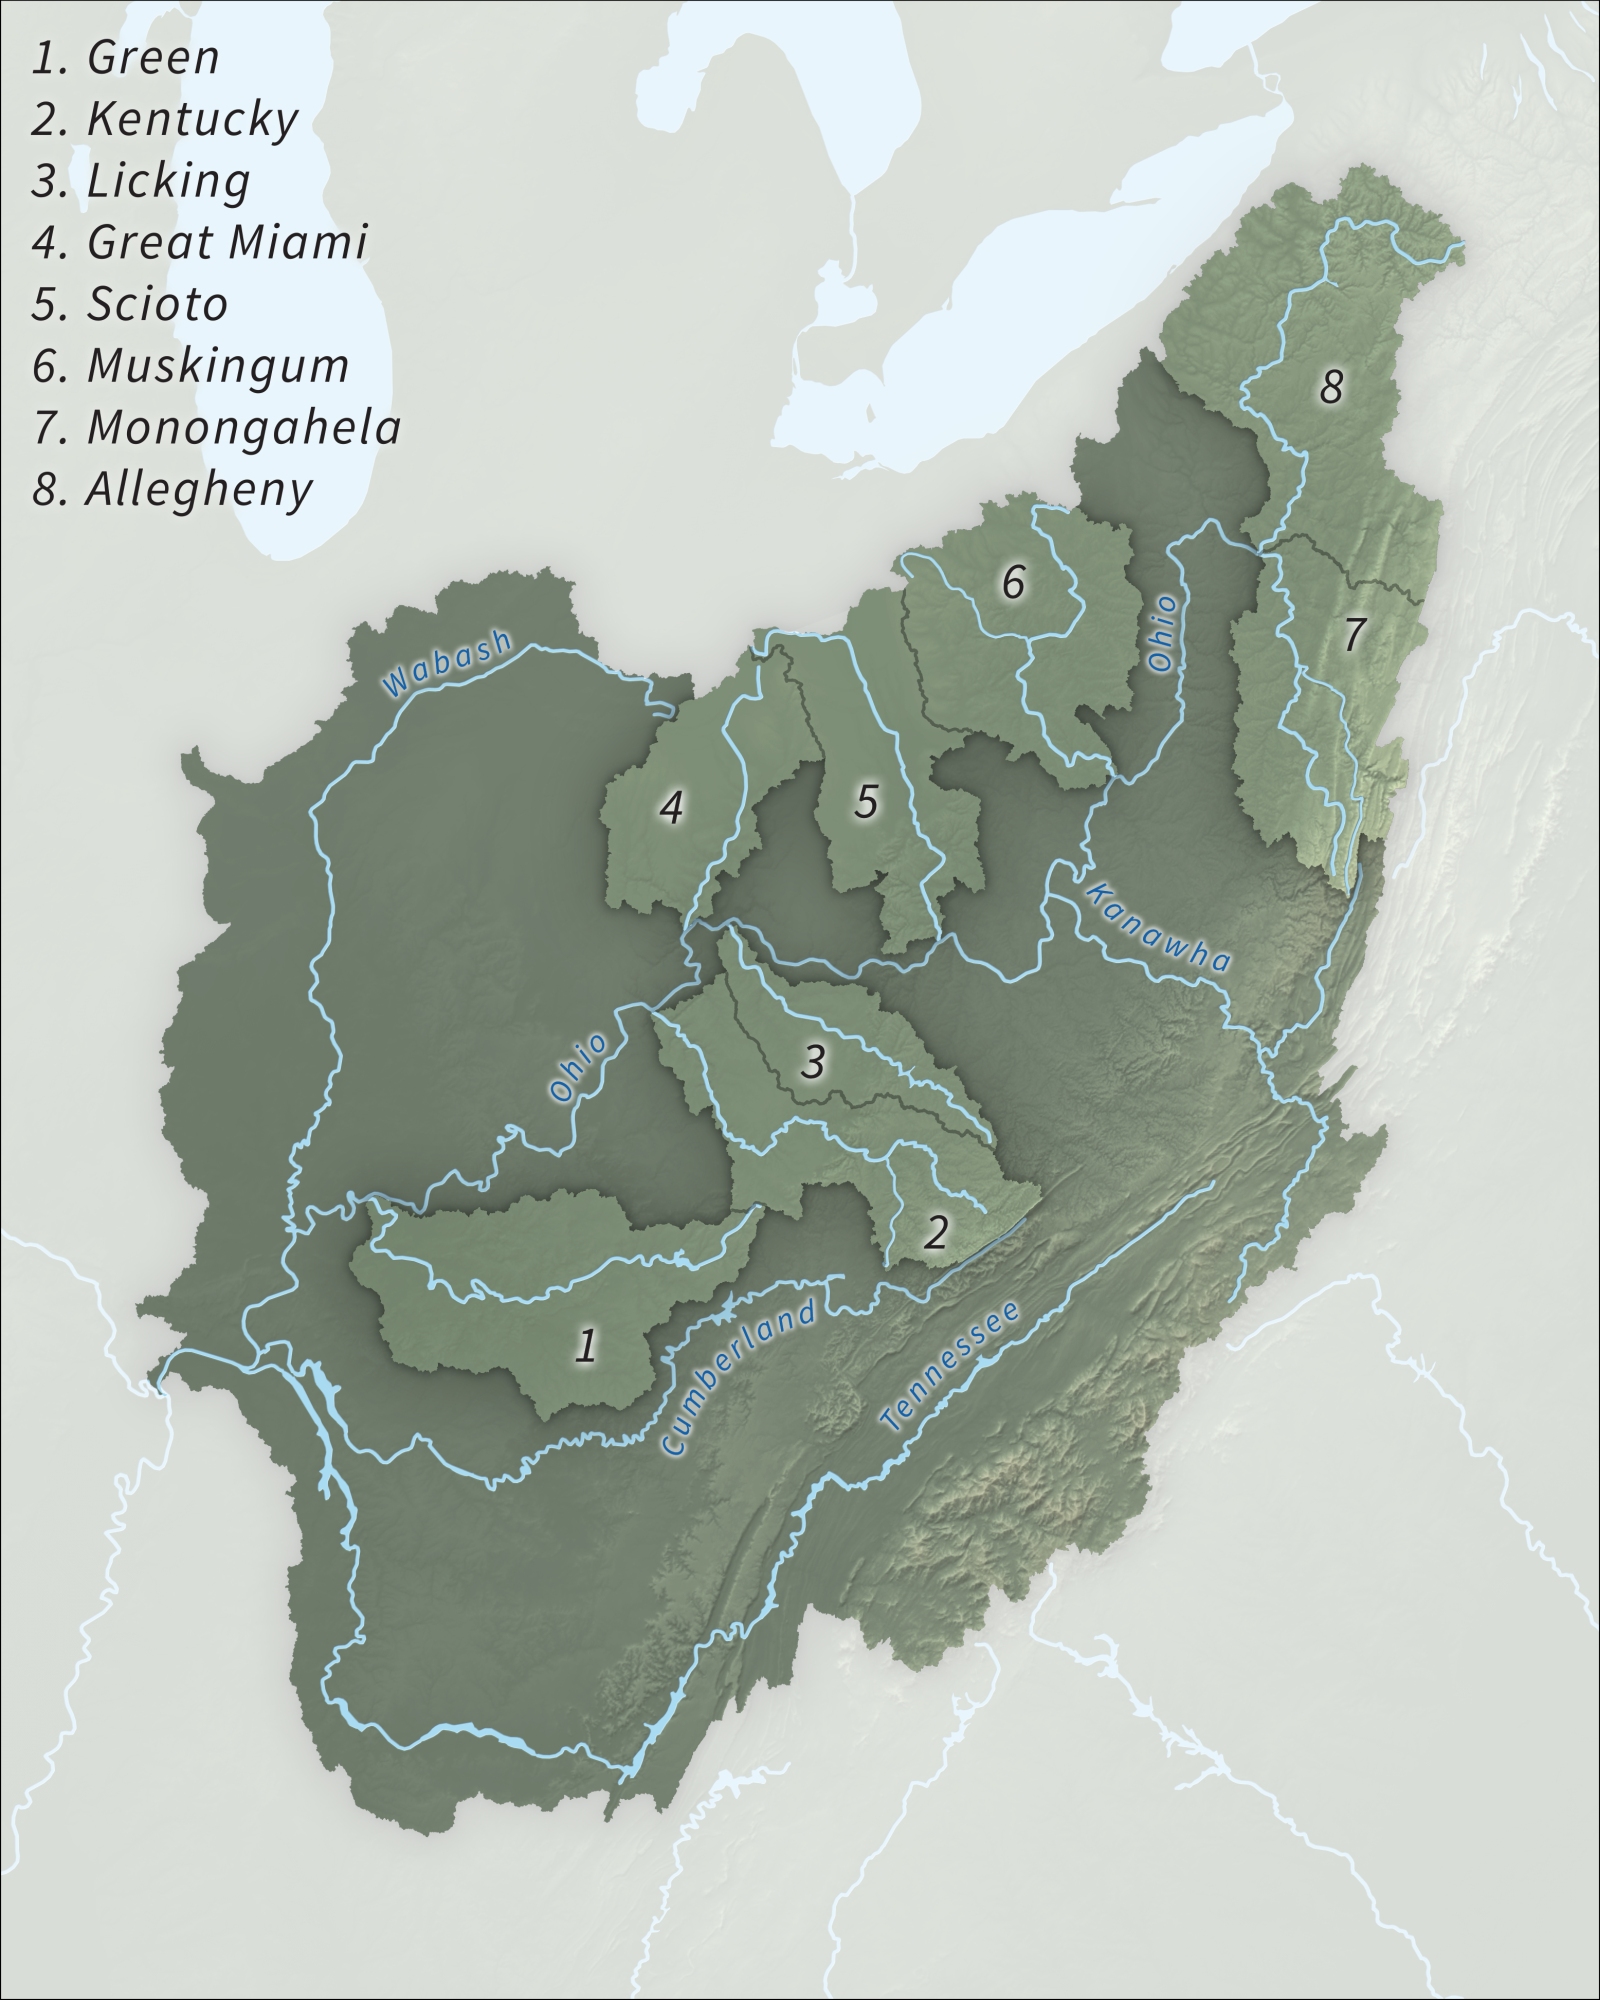 1. Green
2. Kentucky
3. Licking
4. Great Miami
5. Scioto
6. Muskingum
7. Monongahela
8. Allegheny
8
6
7
Ohio
Wabash
4
5
Kanawha
3
Ohio
2
1
Cumberland
Tennessee